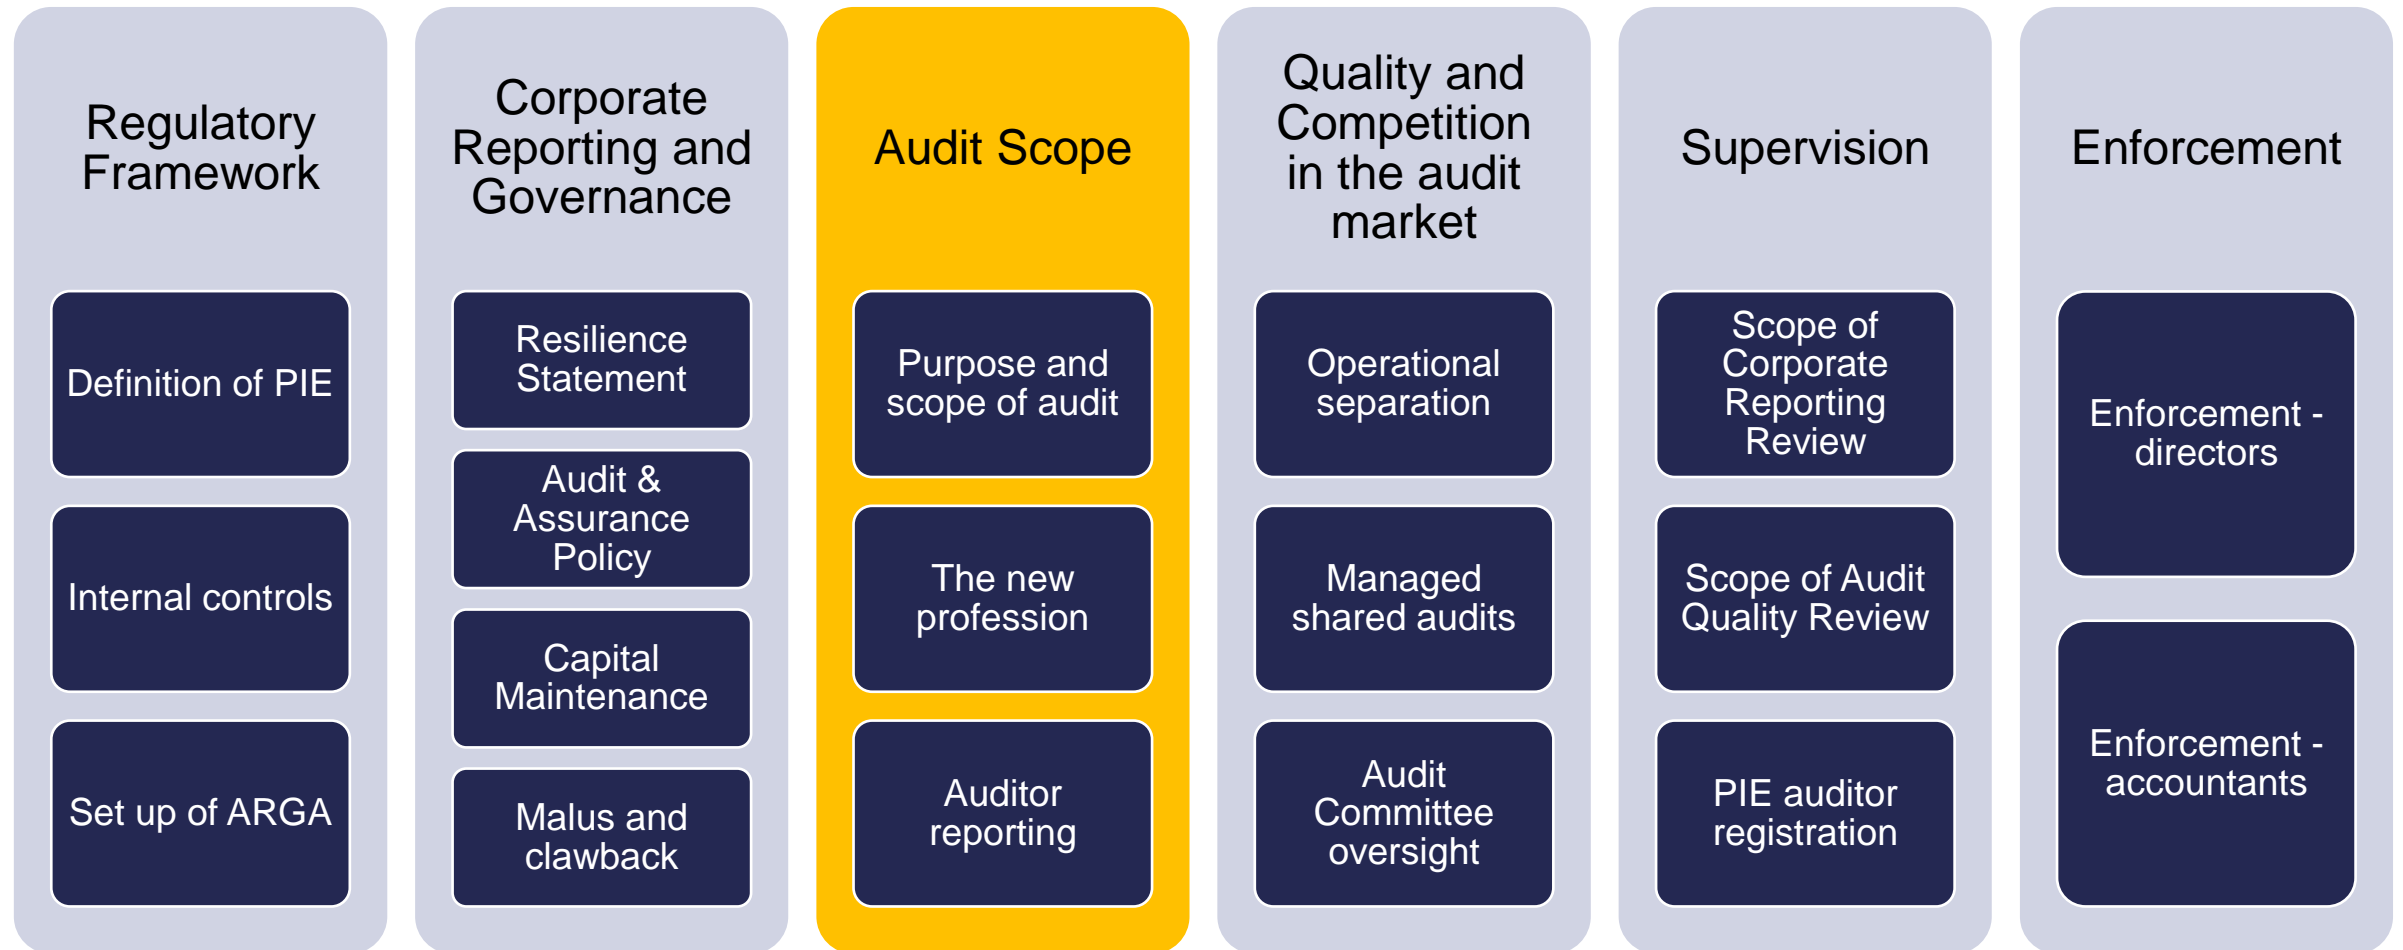 Regulatory
Framework
Definition of PIE
Internal controls
Set up of ARGA
Corporate
Reporting and
Governance
Resilience
Statement
Audit &
Assurance
Policy
Capital
Maintenance
Malus and
clawback
Audit Scope
Purpose and
scope of audit
The new
profession
Auditor
reporting
Quality and
Competition
in the audit
market
Operational
separation
Managed
shared audits
Audit
Committee
oversight
Supervision
Scope of
Corporate
Reporting
Review
Scope of Audit
Quality Review
PIE auditor
registration
Enforcement
Enforcement -
directors
Enforcement -
accountants